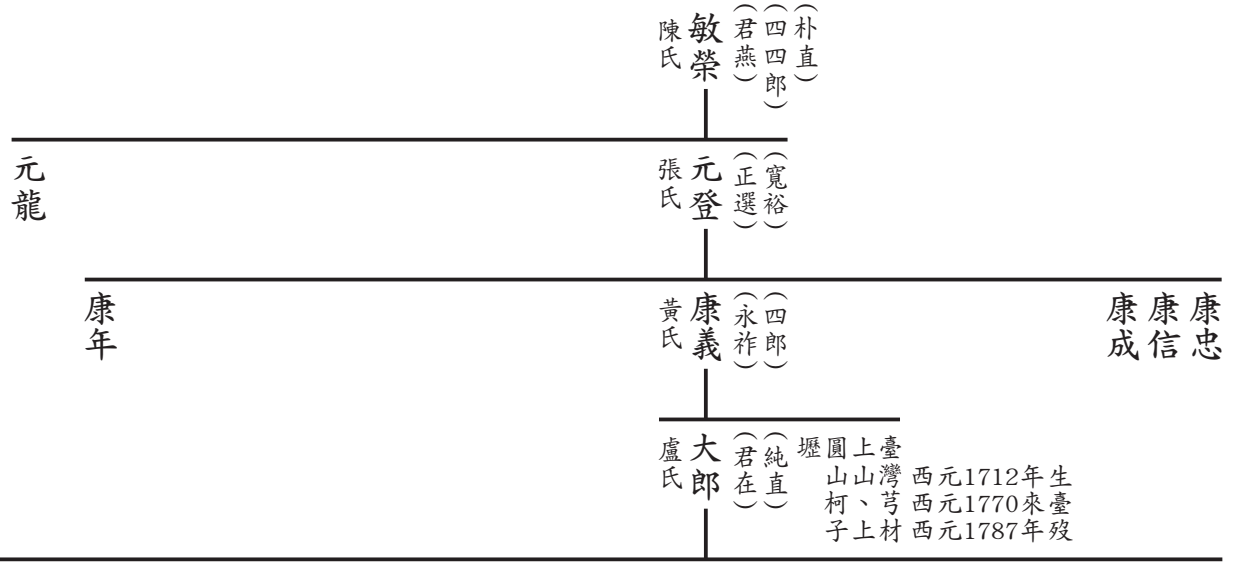 (朴直)
(四四郎)
(君燕)
敏榮
陳氏
(寬裕)
(正選)
元登
張氏
元龍
康忠
康信
康成
(四郎)
(永祚)
康義
黃氏
康年
西元1712年生
西元1770來臺
西元1787年歿
臺灣芎材
上山、上
圓山柯子
壢
(純直)
(君在)
大郎
盧氏